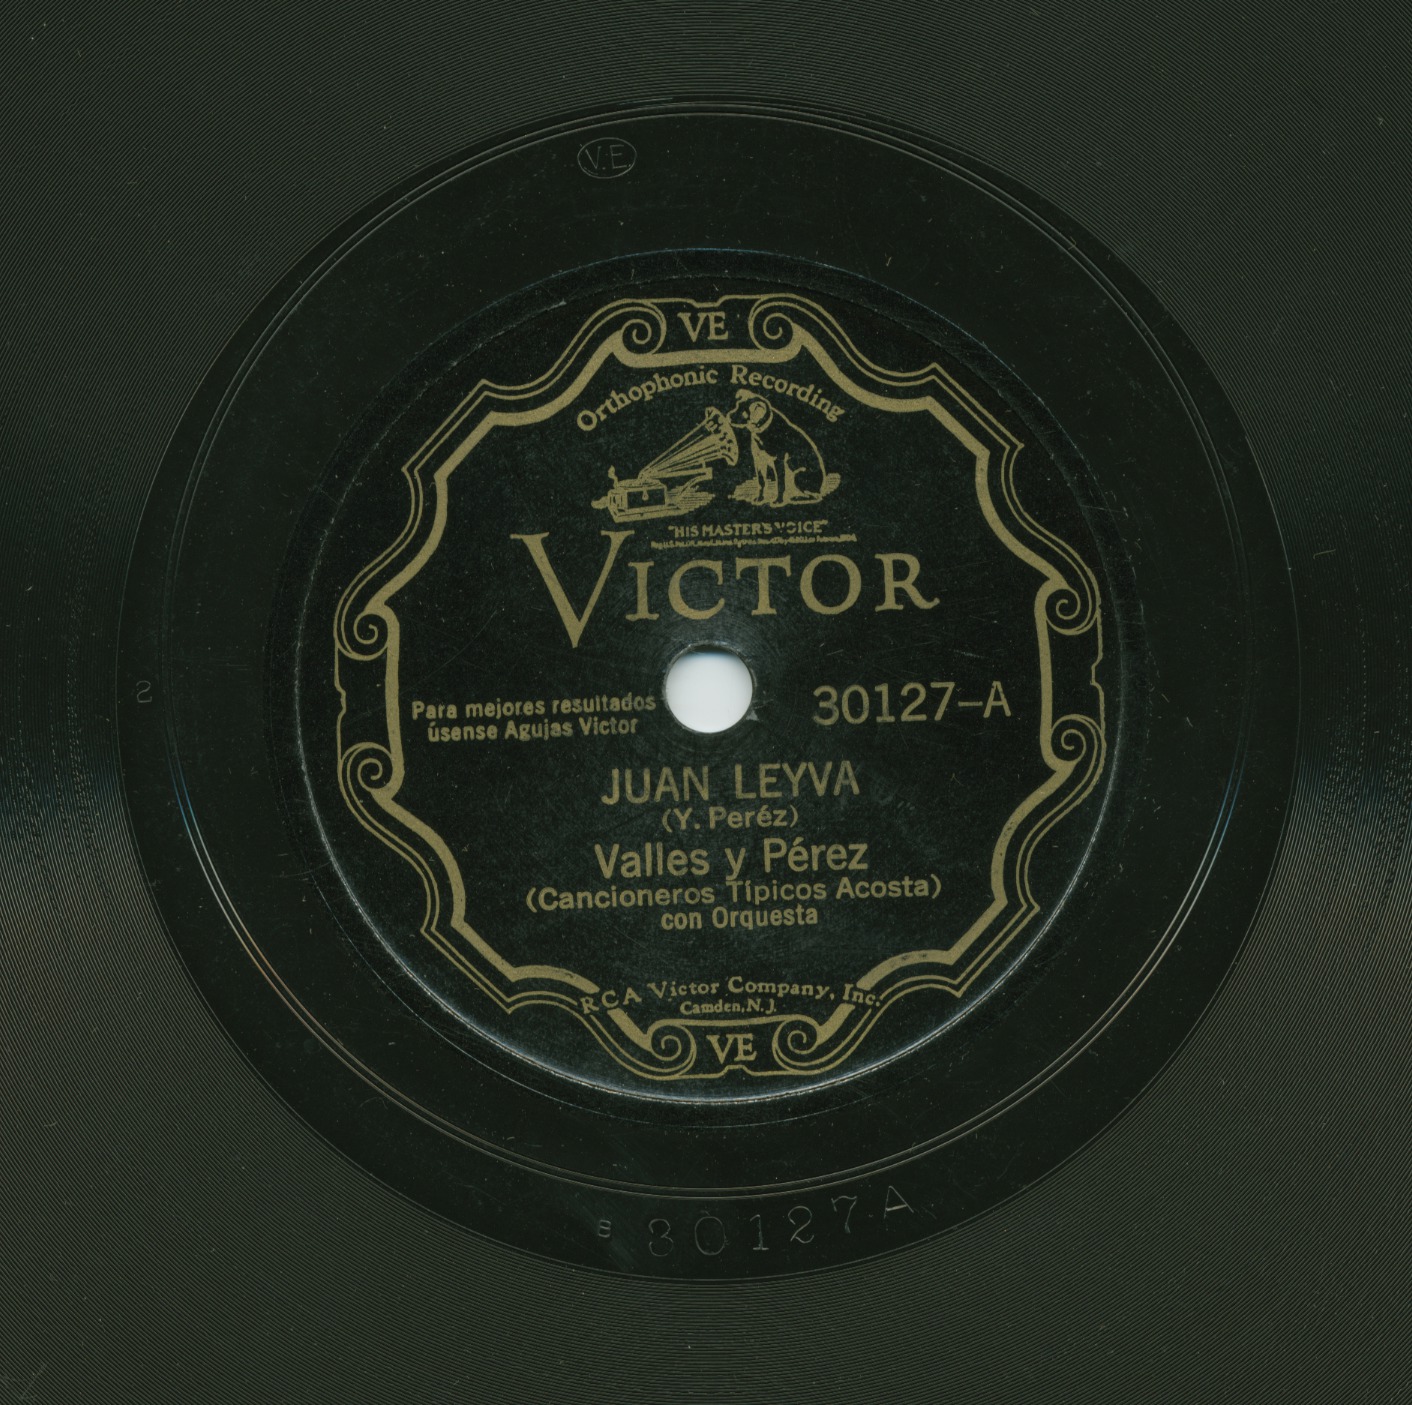 V.E.
VE
Orthophonic Recording
"HIS MASTER'S VOICE"
VICTOR
Para mejores resultados
úsense Agujas Victor
30127-A
JUAN LEYVA
(Y. Peréz)
Valles y Pérez
(Cancioneros Típicos Acosta)
con Orquesta
RCA Victor Company, Inc.
Camden, N.J.
VE
2
30127-A